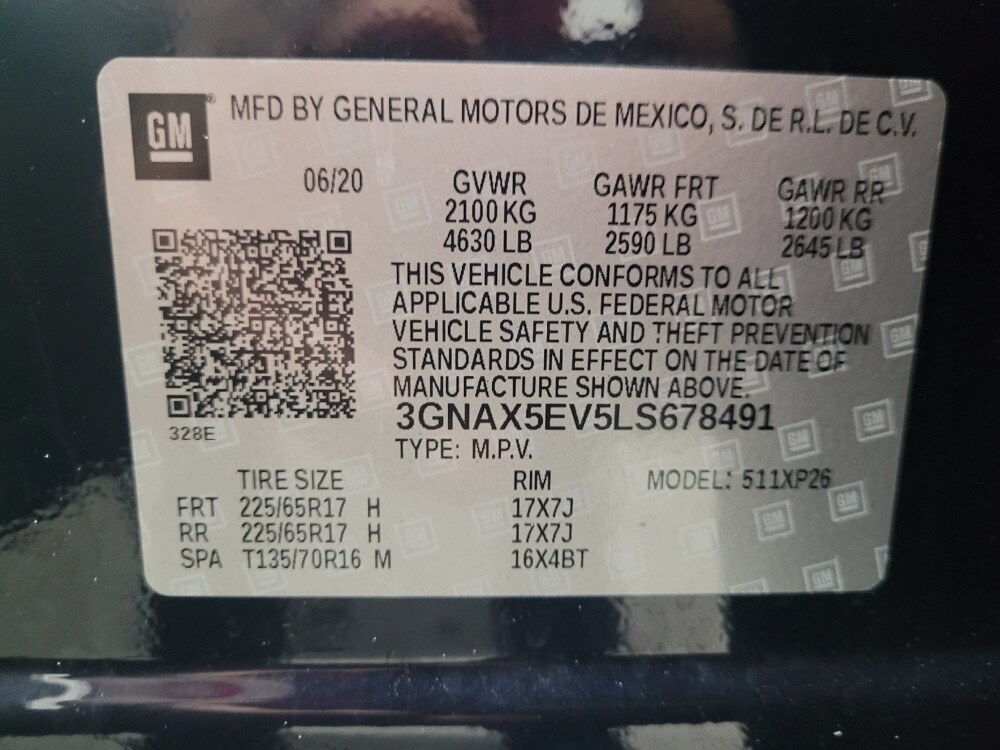 GM® MFD BY GENERAL MOTORS DE MEXICO, S. DE R.L. DE C.V.
06/20 GVWR GAWR FRT GAWR RR
2100 KG 1175 KG 1200 KG
4630 LB 2590 LB 2645 LB
THIS VEHICLE CONFORMS TO ALL
APPLICABLE U.S. FEDERAL MOTOR
VEHICLE SAFETY AND THEFT PREVENTION
STANDARDS IN EFFECT ON THE DATE OF
MANUFACTURE SHOWN ABOVE.
3GNAX5EV5LS678491
328E
TYPE: M.P.V.
TIRE SIZE RIM MODEL: 511XP26
FRT 225/65R17 H 17X7J
RR 225/65R17 H 17X7J
SPA T135/70R16 M 16X4BT